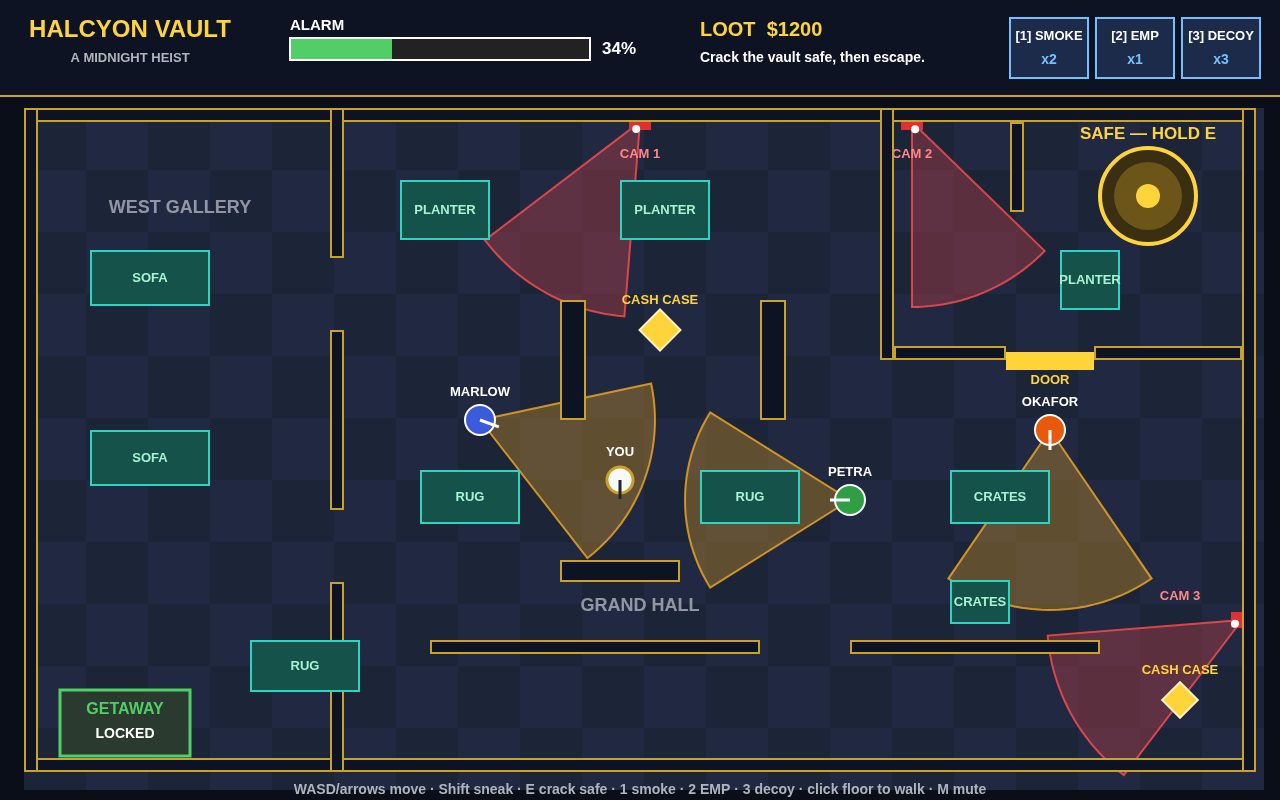 HALCYON VAULT
A MIDNIGHT HEIST
ALARM
34%
LOOT $1200
Crack the vault safe, then escape.
[1] SMOKE
x2
[2] EMP
x1
[3] DECOY
x3
SAFE — HOLD E
CAM 1
CAM 2
WEST GALLERY
PLANTER
PLANTER
SOFA
PLANTER
CASH CASE
DOOR
MARLOW
OKAFOR
YOU
PETRA
SOFA
RUG
RUG
CRATES
CRATES
CAM 3
GRAND HALL
RUG
CASH CASE
GETAWAY
LOCKED
WASD/arrows move · Shift sneak · E crack safe · 1 smoke · 2 EMP · 3 decoy · click floor to walk · M mute